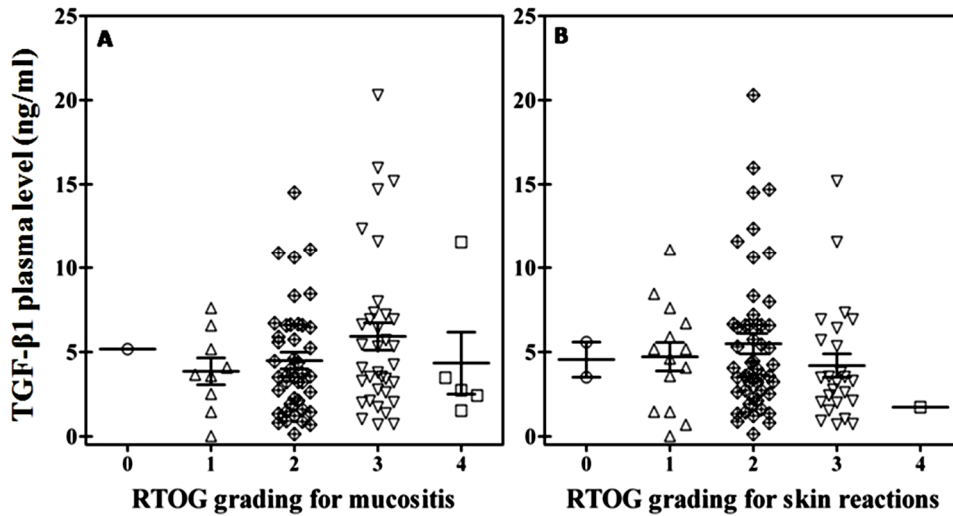 A
B
TGF-β1 plasma level (ng/ml)
25
20
15
10
5
0
0 1 2 3 4
RTOG grading for mucositis
25
20
15
10
5
0
0 1 2 3 4
RTOG grading for skin reactions